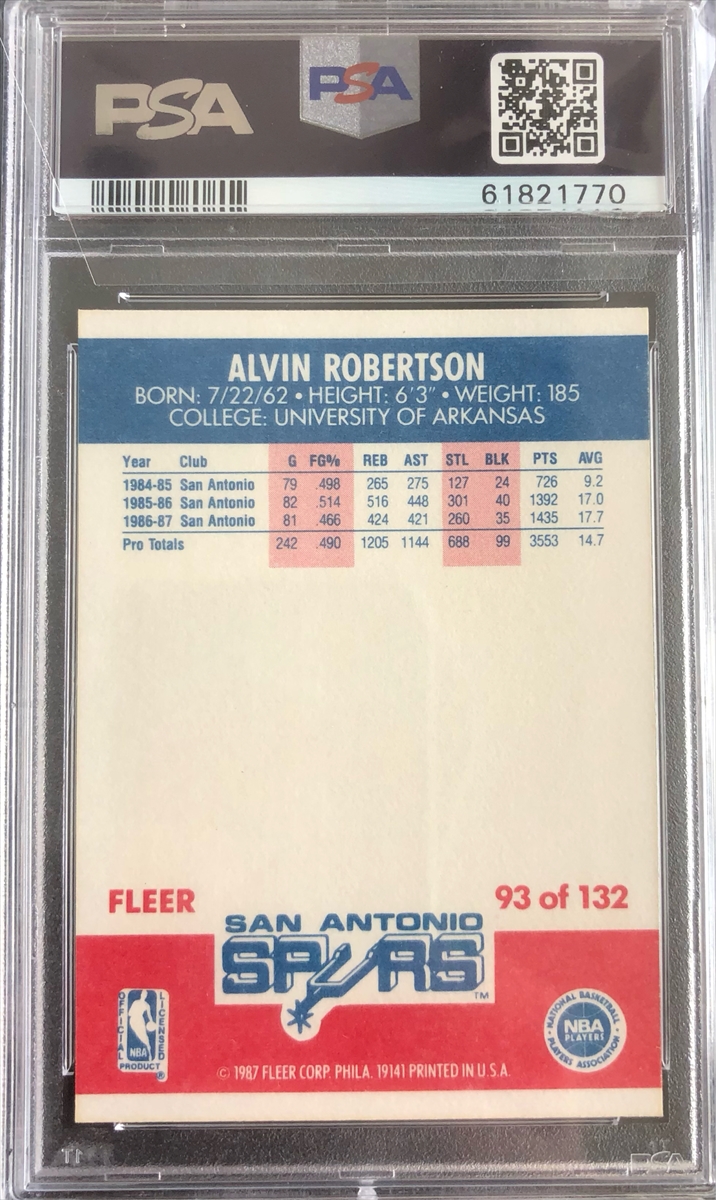 PSA
PSA
61821770
ALVIN ROBERTSON
BORN: 7/22/62 • HEIGHT: 6'3" • WEIGHT: 185
COLLEGE: UNIVERSITY OF ARKANSAS
Year Club G FG% REB AST STL BLK PTS AVG
1984-85 San Antonio 79 .498 265 275 127 24 726 9.2
1985-86 San Antonio 82 .514 516 448 301 40 1392 17.0
1986-87 San Antonio 81 .466 424 421 260 35 1435 17.7
Pro Totals 242 .490 1205 1144 688 99 3553 14.7
FLEER
93 of 132
SAN ANTONIO
SPURS
TM
OFFICIAL LICENSED
NBA
PRODUCT ®
NATIONAL BASKETBALL
NBA
PLAYERS
PLAYERS ASSOCIATION
© 1987 FLEER CORP. PHILA. 19141 PRINTED IN U.S.A.
PSA